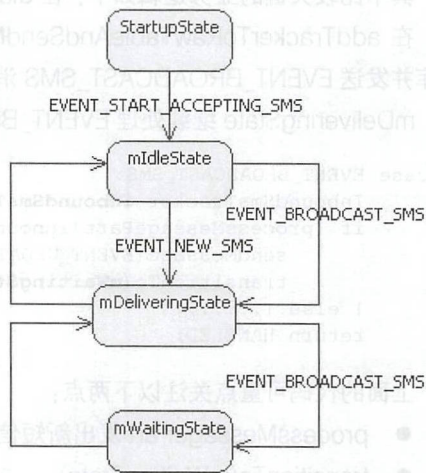 StartupState
EVENT_START_ACCEPTING_SMS
mIdleState
EVENT_BROADCAST_SMS
EVENT_NEW_SMS
mDeliveringState
EVENT_BROADCAST_SMS
mWaitingState